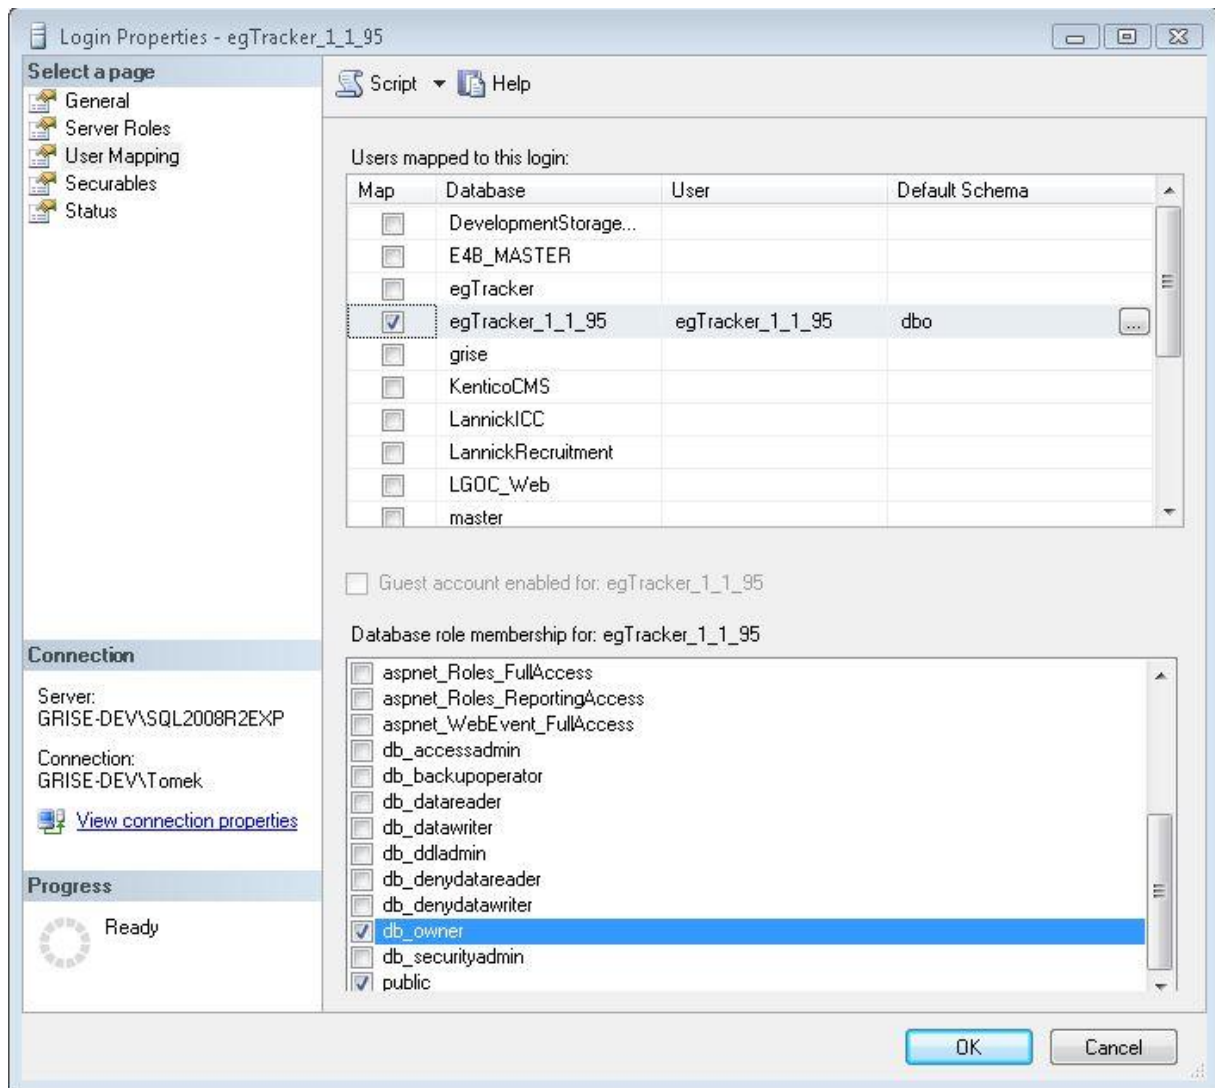 Login Properties - egTracker_1_1_95
Select a page
General
Server Roles
User Mapping
Securables
Status
Script Help
Users mapped to this login:
Map Database User Default Schema
DevelopmentStorage...
E4B_MASTER
egTracker
egTracker_1_1_95 egTracker_1_1_95 dbo ...
grise
KenticoCMS
LannickICC
LannickRecruitment
LGOC_Web
master
Guest account enabled for: egTracker_1_1_95
Database role membership for: egTracker_1_1_95
aspnet_Roles_FullAccess
aspnet_Roles_ReportingAccess
aspnet_WebEvent_FullAccess
db_accessadmin
db_backupoperator
db_datareader
db_datawriter
db_ddladmin
db_denydatareader
db_denydatawriter
db_owner
db_securityadmin
public
Connection
Server:
GRISE-DEV\SQL2008R2EXP
Connection:
GRISE-DEV\Tomek
View connection properties
Progress
Ready
OK Cancel